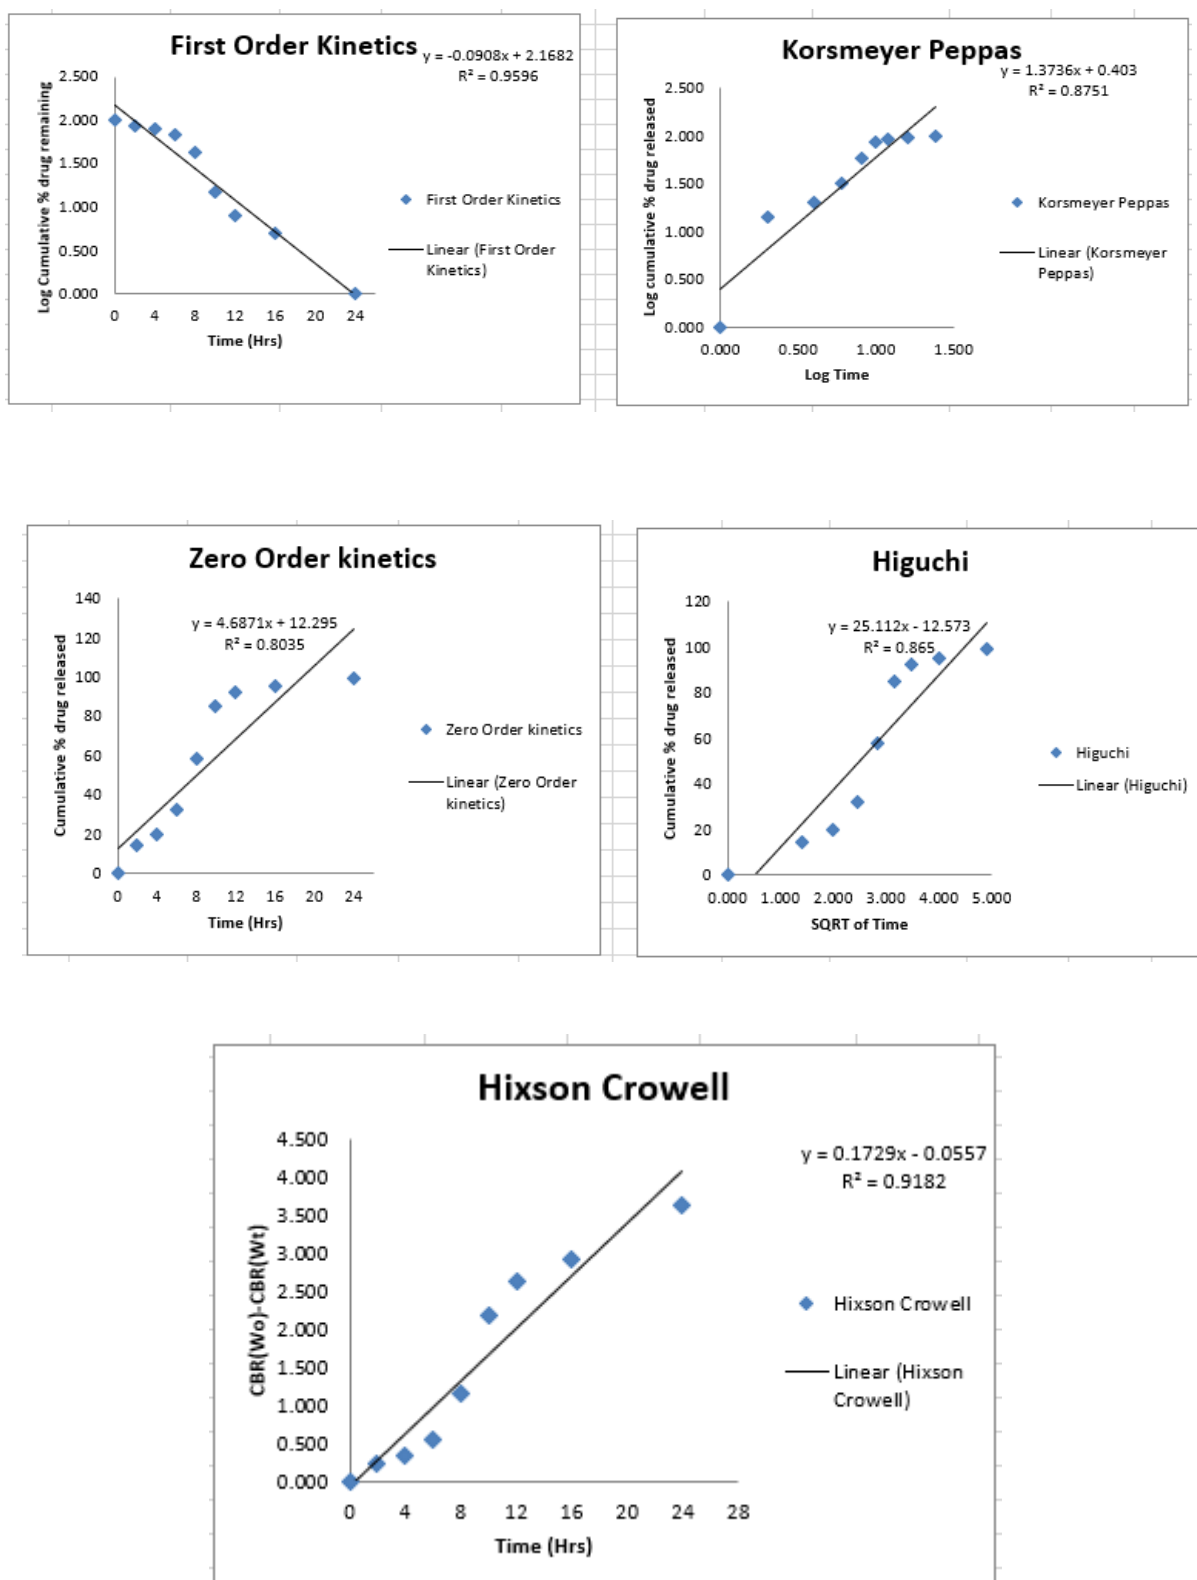 First Order Kinetics
y = -0.0908x + 2.1682
R² = 0.9596
Log Cumulative % drug remaining
2.500
2.000
1.500
1.000
0.500
0.000
0 4 8 12 16 20 24
Time (Hrs)
First Order Kinetics
Linear (First Order
Kinetics)
Korsmeyer Peppas
y = 1.3736x + 0.403
R² = 0.8751
Log cumulative % drug released
2.500
2.000
1.500
1.000
0.500
0.000
0.000 0.500 1.000 1.500
Log Time
Korsmeyer Peppas
Linear (Korsmeyer
Peppas)
Zero Order kinetics
y = 4.6871x + 12.295
R² = 0.8035
Cumulative % drug released
140
120
100
80
60
40
20
0
0 4 8 12 16 20 24
Time (Hrs)
Zero Order kinetics
Linear (Zero Order
kinetics)
Higuchi
y = 25.112x - 12.573
R² = 0.865
Cumulative % drug released
120
100
80
60
40
20
0
0.000 1.000 2.000 3.000 4.000 5.000
SQRT of Time
Higuchi
Linear (Higuchi)
Hixson Crowell
y = 0.1729x - 0.0557
R² = 0.9182
CBR(Wo)-CBR(Wt)
4.500
4.000
3.500
3.000
2.500
2.000
1.500
1.000
0.500
0.000
0 4 8 12 16 20 24 28
Time (Hrs)
Hixson Crowell
Linear (Hixson
Crowell)